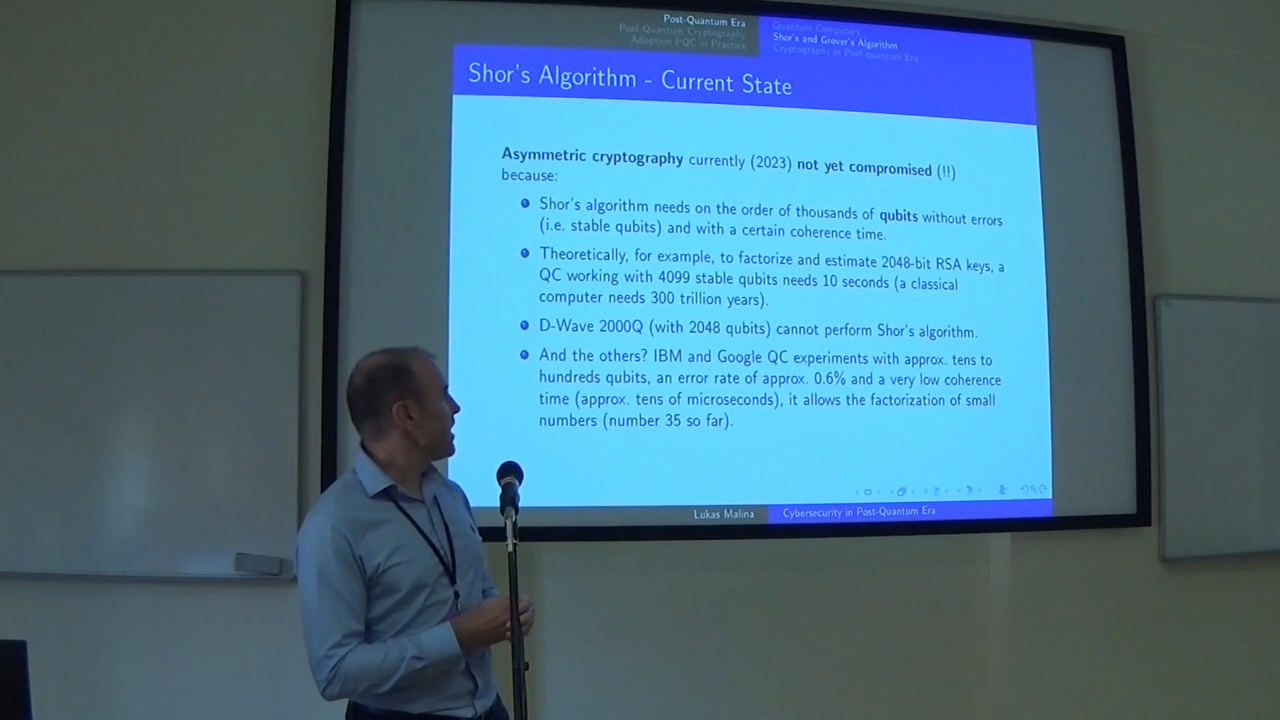 Post-Quantum Era
Post-Quantum Cryptography
Adoption PQC in Practice
Quantum Computers
Shor's and Grover's Algorithm
Cryptography in Post-quantum Era
Shor's Algorithm - Current State
Asymmetric cryptography currently (2023) not yet compromised (!!)
because:
Shor's algorithm needs on the order of thousands of qubits without errors
(i.e. stable qubits) and with a certain coherence time.
Theoretically, for example, to factorize and estimate 2048-bit RSA keys, a
QC working with 4099 stable qubits needs 10 seconds (a classical
computer needs 300 trillion years).
D-Wave 2000Q (with 2048 qubits) cannot perform Shor's algorithm.
And the others? IBM and Google QC experiments with approx. tens to
hundreds qubits, an error rate of approx. 0.6% and a very low coherence
time (approx. tens of microseconds), it allows the factorization of small
numbers (number 35 so far).
Lukas Malina
Cybersecurity in Post-Quantum Era